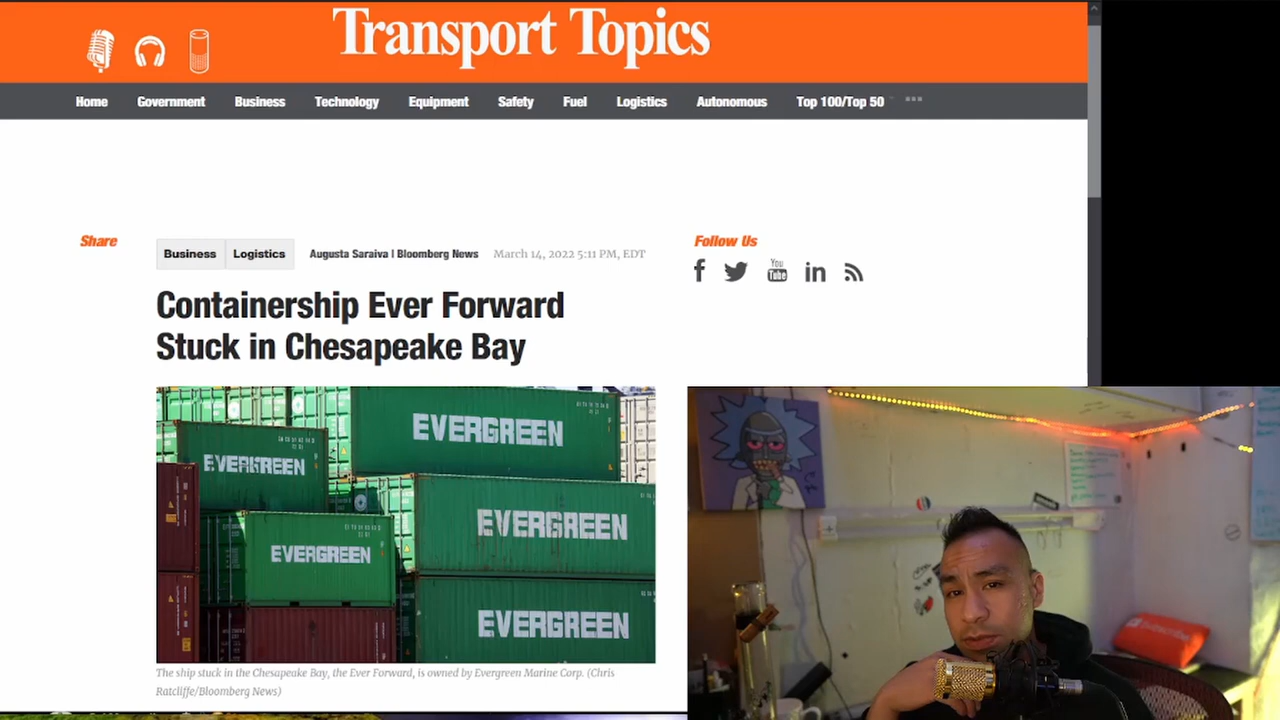 Transport Topics
Home Government Business Technology Equipment Safety Fuel Logistics Autonomous Top 100/Top 50
Share
Business Logistics Augusta Saraiva | Bloomberg News March 14, 2022 5:11 PM, EDT
Follow Us
You
Tube
Containership Ever Forward
Stuck in Chesapeake Bay
EVERGREEN
EVERGREEN
EVERGREEN
EVERGREEN
EVERGREEN
The ship stuck in the Chesapeake Bay, the Ever Forward, is owned by Evergreen Marine Corp. (Chris
Ratcliffe/Bloomberg News)